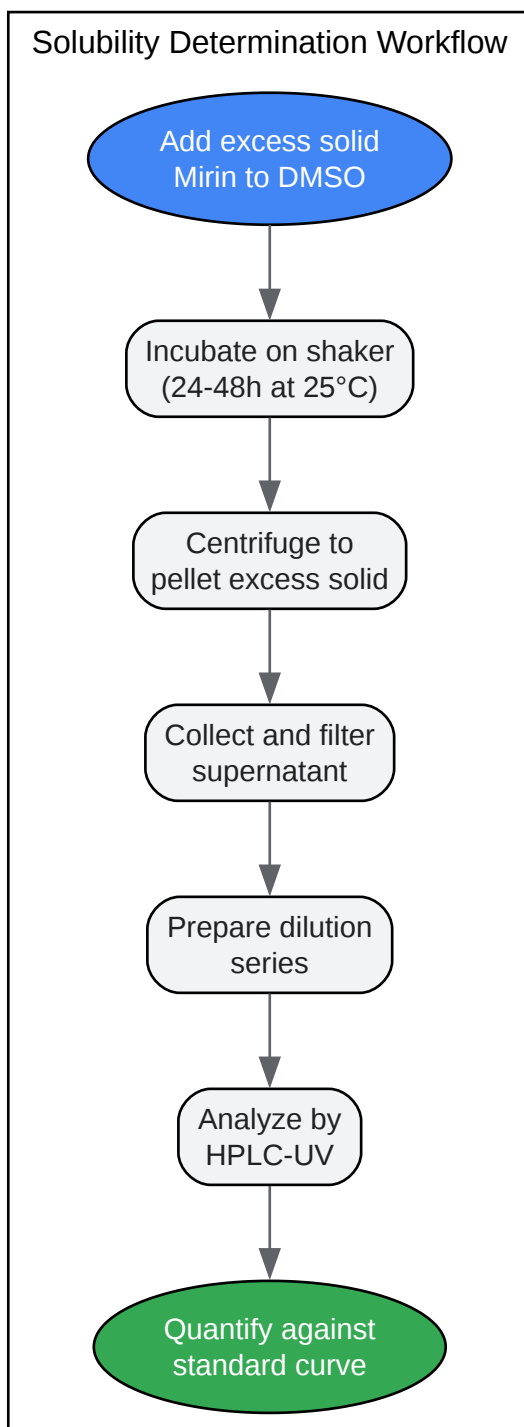 Solubility Determination Workflow
Add excess solid
Mirin to DMSO
Incubate on shaker
(24-48h at 25°C)
Centrifuge to
pellet excess solid
Collect and filter
supernatant
Prepare dilution
series
Analyze by
HPLC-UV
Quantify against
standard curve